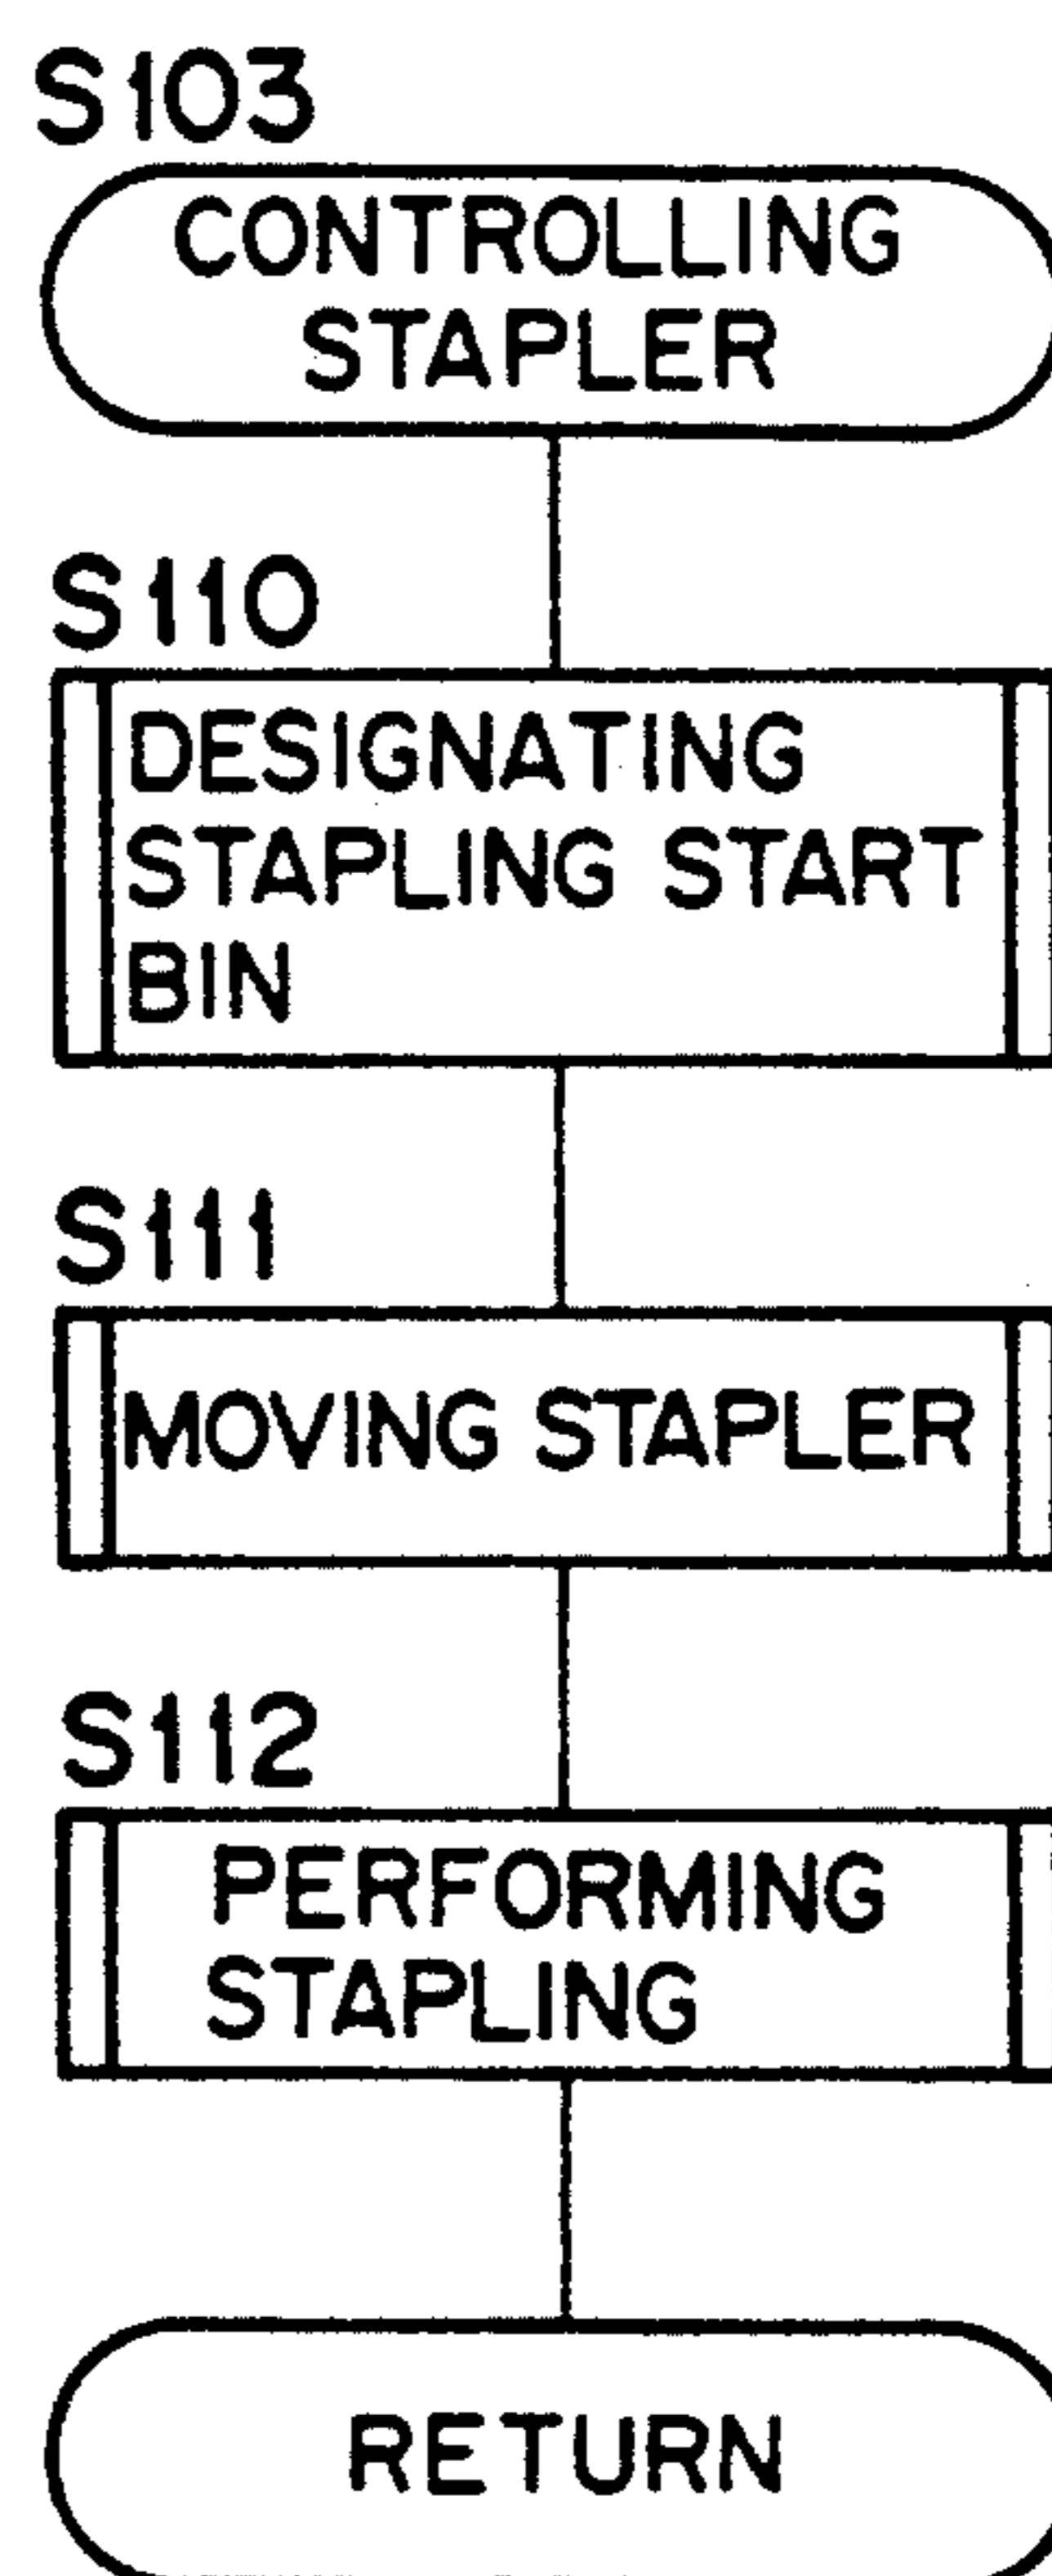 S103
CONTROLLING
STAPLER
S110
DESIGNATING
STAPLING START
BIN
S111
MOVING STAPLER
S112
PERFORMING
STAPLING
RETURN